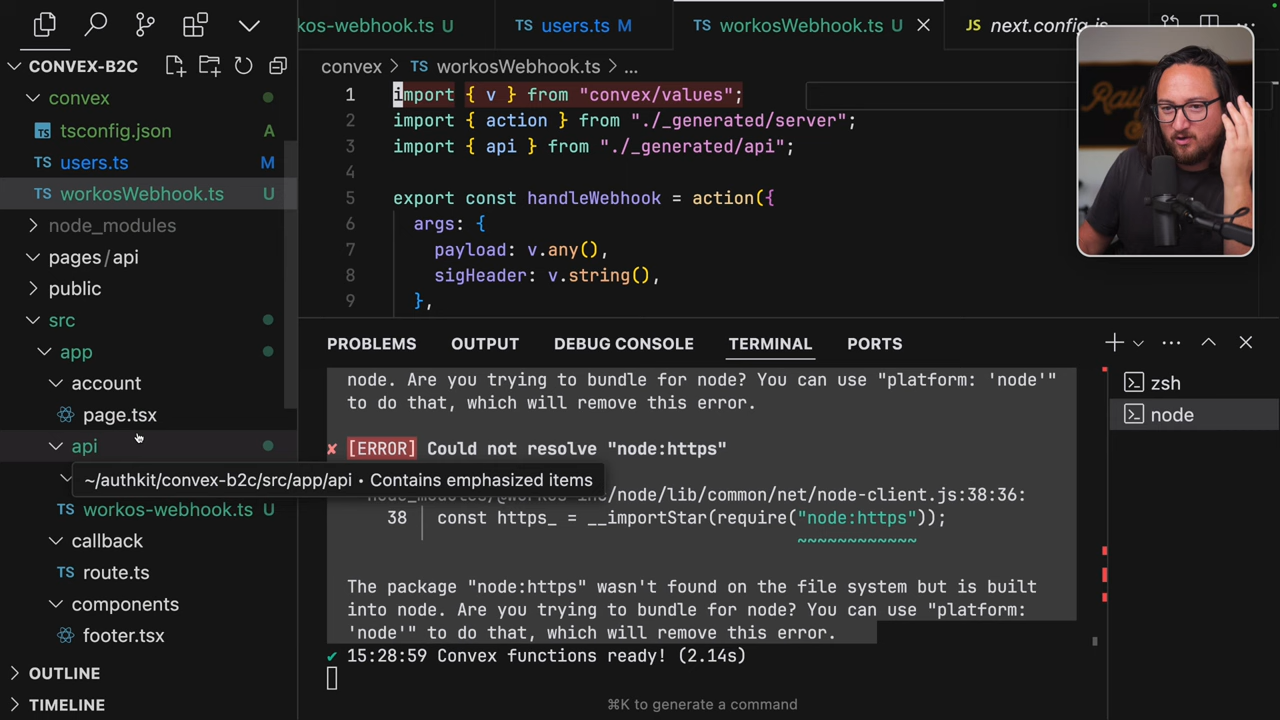 CONVEX-B2C
convex
tsconfig.json A
users.ts M
workosWebhook.ts U
node_modules
pages/api
public
src
app
account
page.tsx
api
~/authkit/convex-b2c/src/app/api • Contains emphasized items
workos-webhook.ts U
callback
route.ts
components
footer.tsx
OUTLINE
TIMELINE
kos-webhook.ts U
TS users.ts M
TS workosWebhook.ts U
JS next.config.js
convex > TS workosWebhook.ts > ...
1 import { v } from "convex/values";
2 import { action } from "./_generated/server";
3 import { api } from "./_generated/api";
4
5 export const handleWebhook = action({
6 args: {
7 payload: v.any(),
8 sigHeader: v.string(),
9 },
PROBLEMS OUTPUT DEBUG CONSOLE TERMINAL PORTS
node. Are you trying to bundle for node? You can use "platform: 'node'"
to do that, which will remove this error.
✘ [ERROR] Could not resolve "node:https"
/node/lib/common/net/node-client.js:38:36:
38 │ const https_ = __importStar(require("node:https"));
~~~~~~~~~~~~
The package "node:https" wasn't found on the file system but is built
into node. Are you trying to bundle for node? You can use "platform:
'node'" to do that, which will remove this error.
✔ 15:28:59 Convex functions ready! (2.14s)
⌘K to generate a command
zsh
node